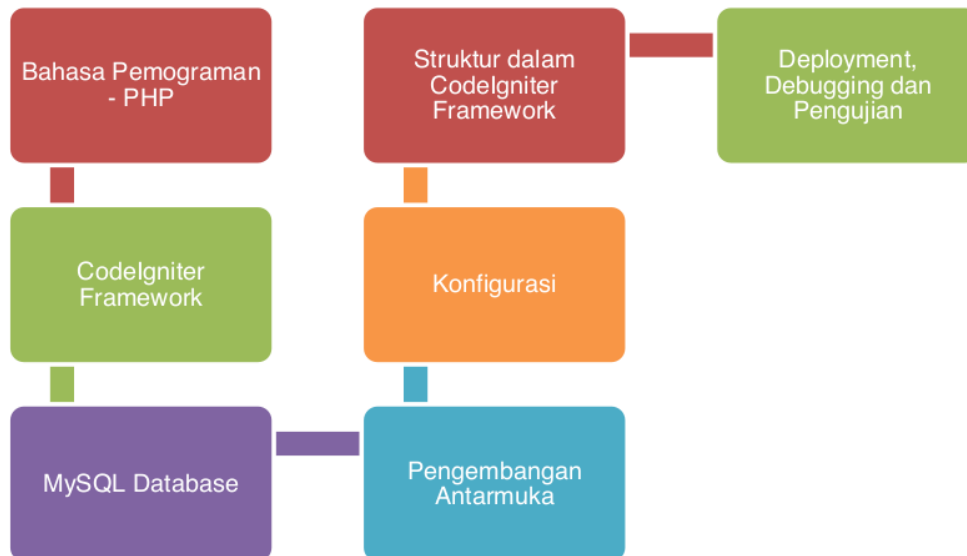 Bahasa Pemograman
- PHP
CodeIgniter
Framework
MySQL Database
Pengembangan
Antarmuka
Konfigurasi
Struktur dalam
CodeIgniter
Framework
Deployment,
Debugging dan
Pengujian